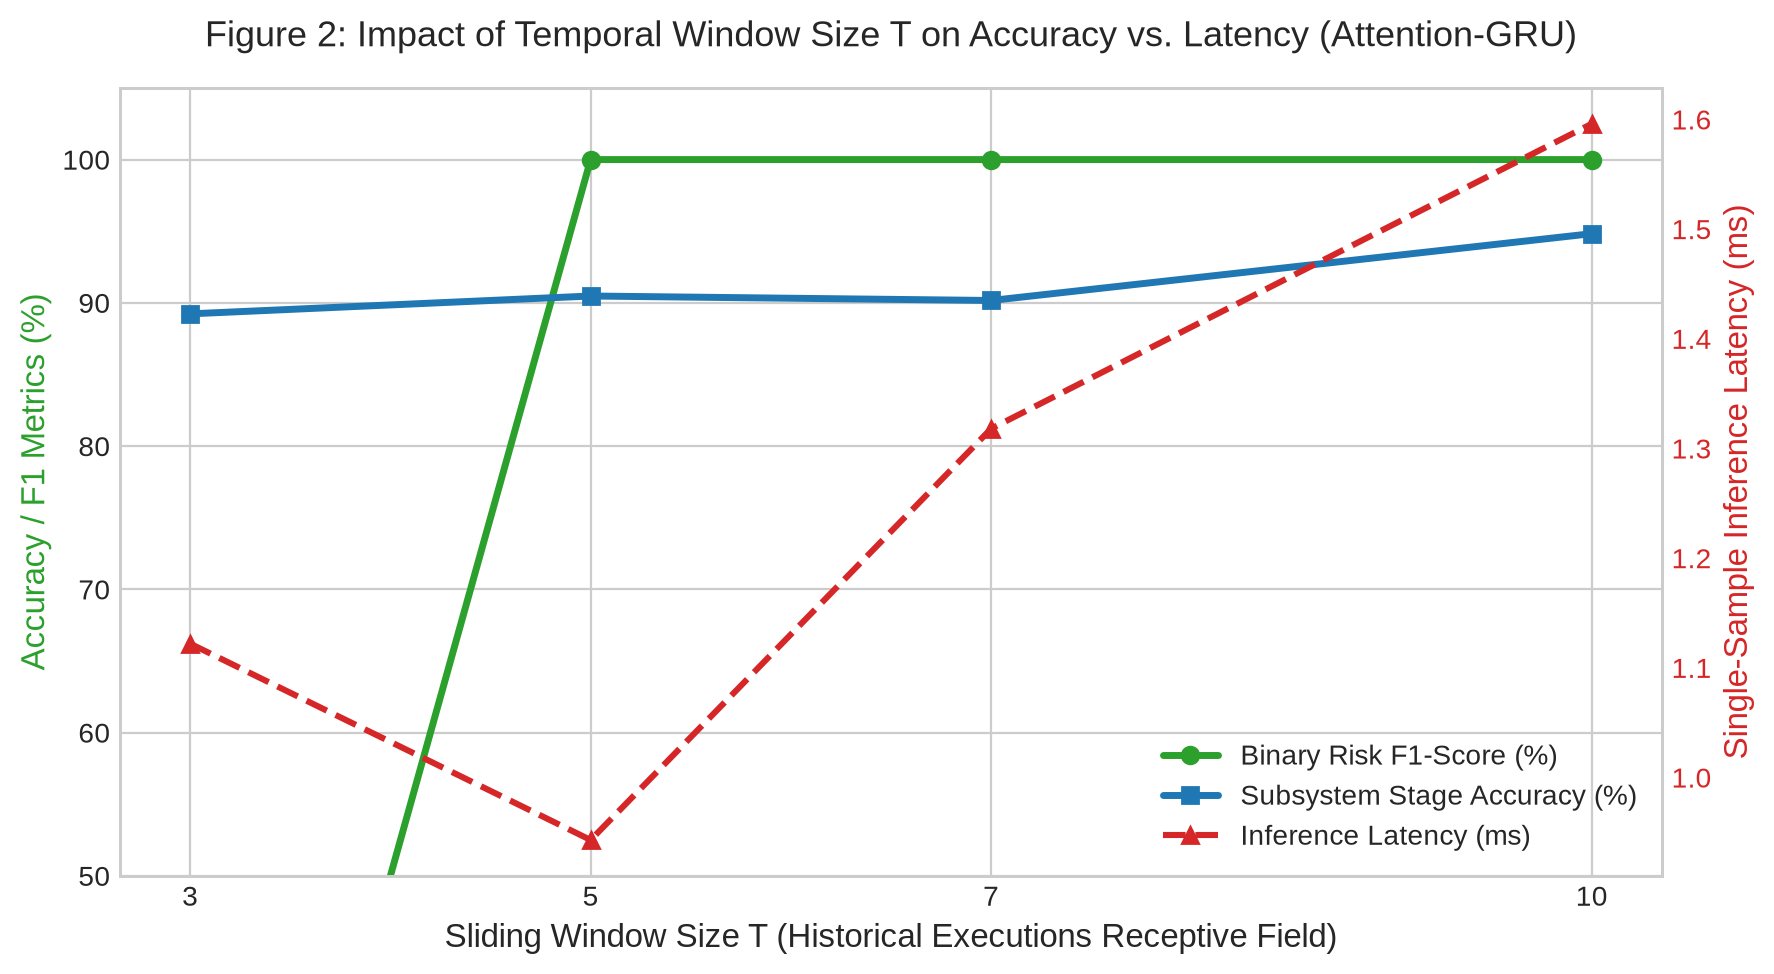 Figure 2: Impact of Temporal Window Size T on Accuracy vs. Latency (Attention-GRU)
Accuracy / F1 Metrics (%)
100
90
80
70
60
50
1.6
1.5
1.4
1.3
1.2
1.1
1.0
Single-Sample Inference Latency (ms)
Binary Risk F1-Score (%)
Subsystem Stage Accuracy (%)
Inference Latency (ms)
3 5 7 10
Sliding Window Size T (Historical Executions Receptive Field)